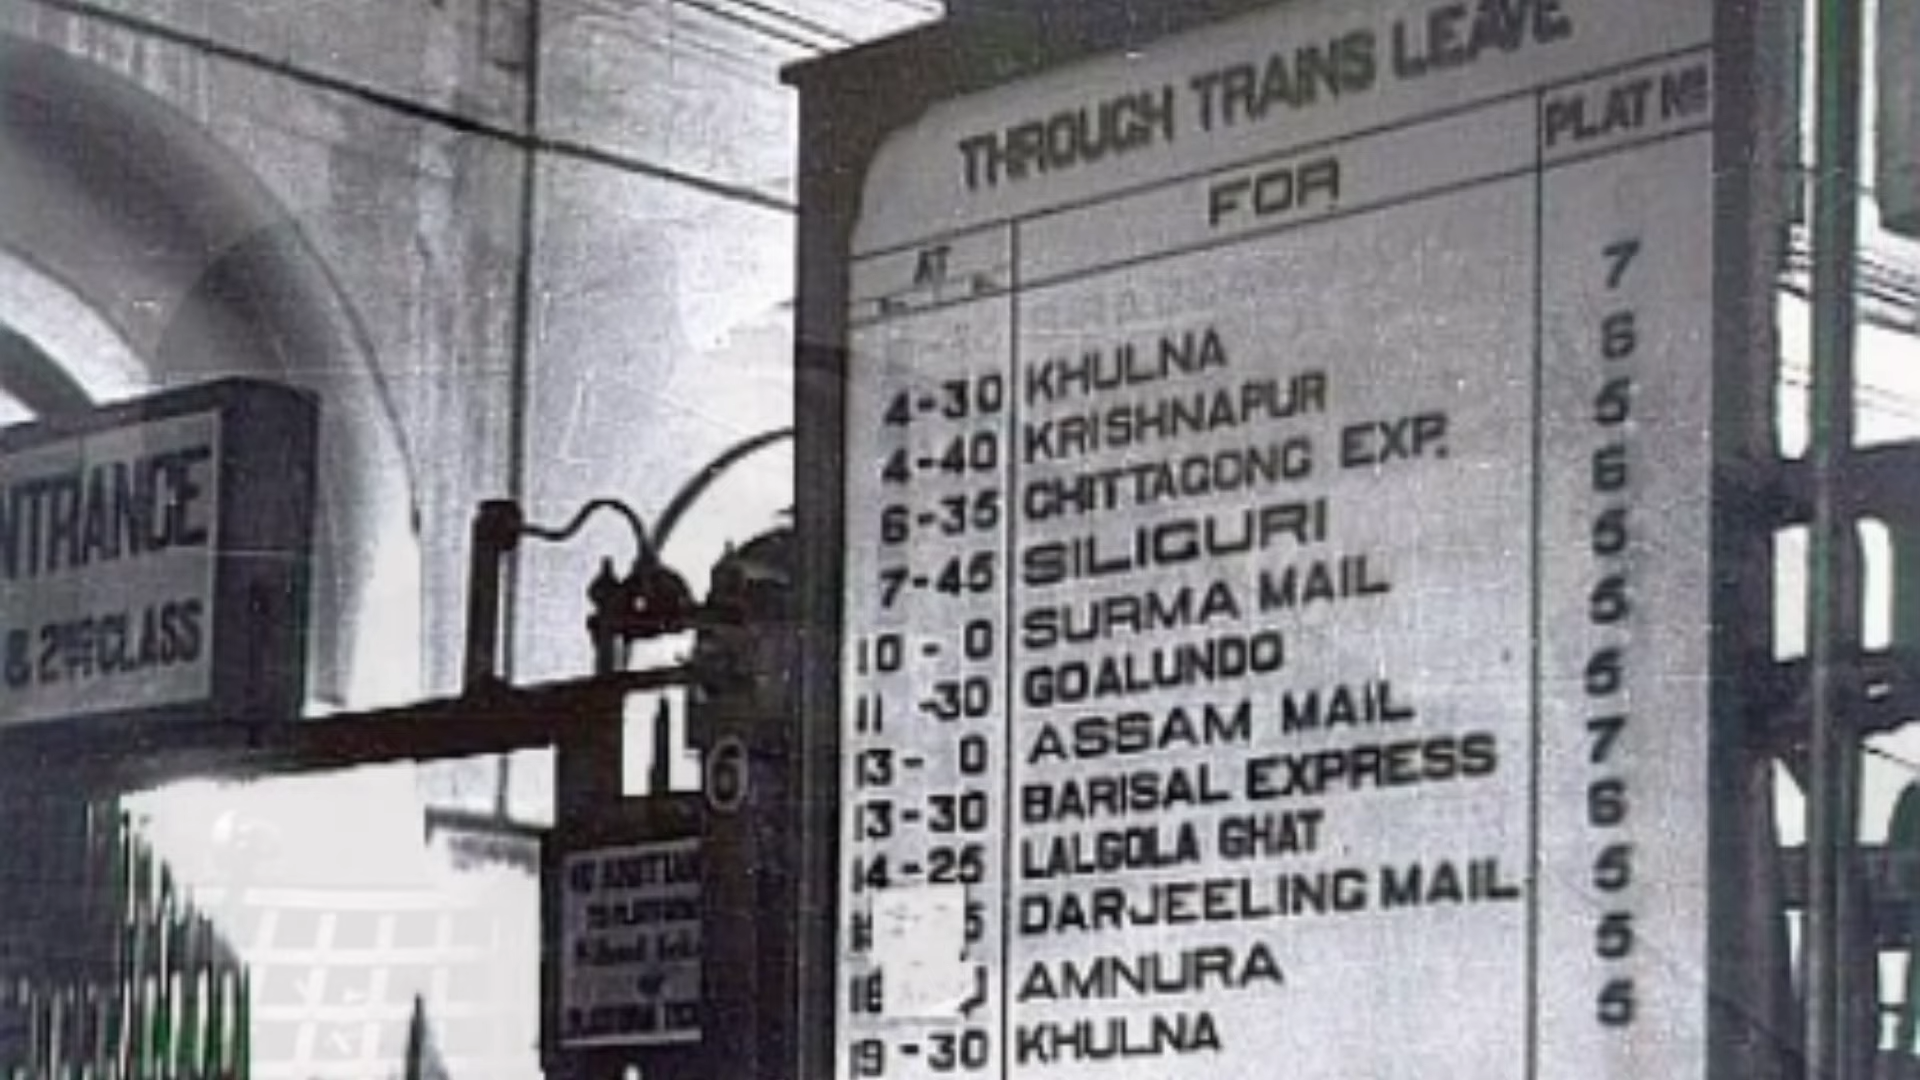 THROUGH TRAINS LEAVE
AT FOR PLAT Nº
4-30 KHULNA 7
4-40 KRISHNAPUR 6
6-35 CHITTAGONG EXP. 5
7-45 SILIGURI 6
10-0 SURMA MAIL 5
11-30 GOALUNDO 5
13-0 ASSAM MAIL 5
13-30 BARISAL EXPRESS 7
14-25 LALGOLA GHAT 6
DARJEELING MAIL 5
AMNURA 5
19-30 KHULNA 5
NTRANCE
& 2ND CLASS
6